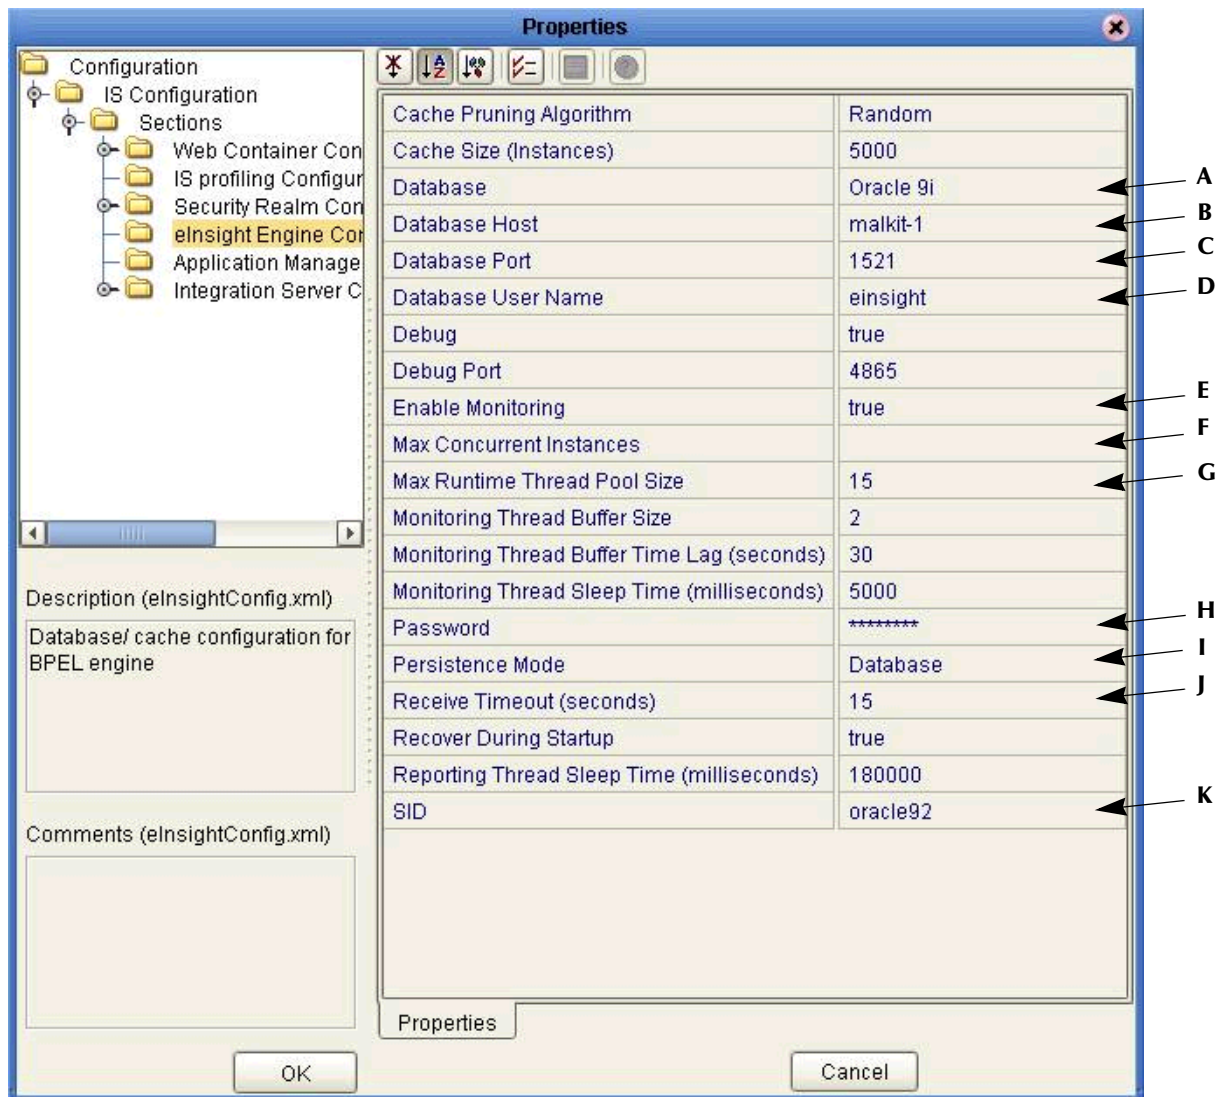 Properties
Configuration
IS Configuration
Sections
Web Container Con
IS profiling Configur
Security Realm Con
eInsight Engine Con
Application Manage
Integration Server C
Description (eInsightConfig.xml)
Database/ cache configuration for
BPEL engine
Comments (eInsightConfig.xml)
Cache Pruning Algorithm Random
Cache Size (Instances) 5000
Database Oracle 9i A
Database Host malkit-1 B
Database Port 1521 C
Database User Name einsight D
Debug true
Debug Port 4865
Enable Monitoring true E
Max Concurrent Instances F
Max Runtime Thread Pool Size 15 G
Monitoring Thread Buffer Size 2
Monitoring Thread Buffer Time Lag (seconds) 30
Monitoring Thread Sleep Time (milliseconds) 5000
Password ******** H
Persistence Mode Database I
Receive Timeout (seconds) 15 J
Recover During Startup true
Reporting Thread Sleep Time (milliseconds) 180000
SID oracle92 K
Properties
OK
Cancel